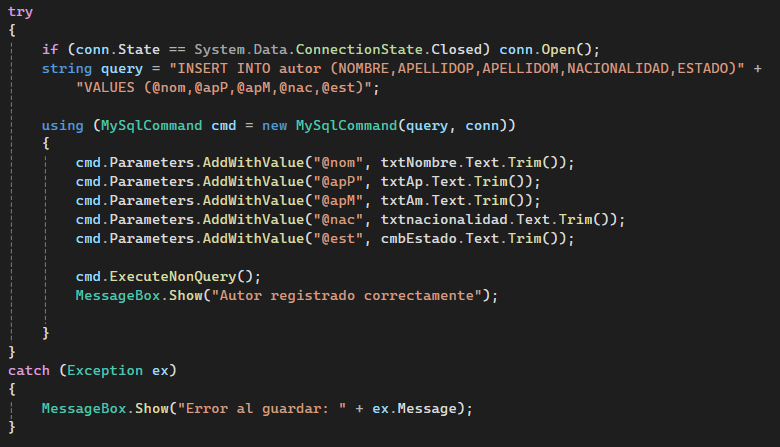 try
{
if (conn.State == System.Data.ConnectionState.Closed) conn.Open();
string query = "INSERT INTO autor (NOMBRE,APELLIDOP,APELLIDOM,NACIONALIDAD,ESTADO)" +
"VALUES (@nom,@apP,@apM,@nac,@est)";
using (MySqlCommand cmd = new MySqlCommand(query, conn))
{
cmd.Parameters.AddWithValue("@nom", txtNombre.Text.Trim());
cmd.Parameters.AddWithValue("@apP", txtAp.Text.Trim());
cmd.Parameters.AddWithValue("@apM", txtAm.Text.Trim());
cmd.Parameters.AddWithValue("@nac", txtnacionalidad.Text.Trim());
cmd.Parameters.AddWithValue("@est", cmbEstado.Text.Trim());
cmd.ExecuteNonQuery();
MessageBox.Show("Autor registrado correctamente");
}
}
catch (Exception ex)
{
MessageBox.Show("Error al guardar: " + ex.Message);
}